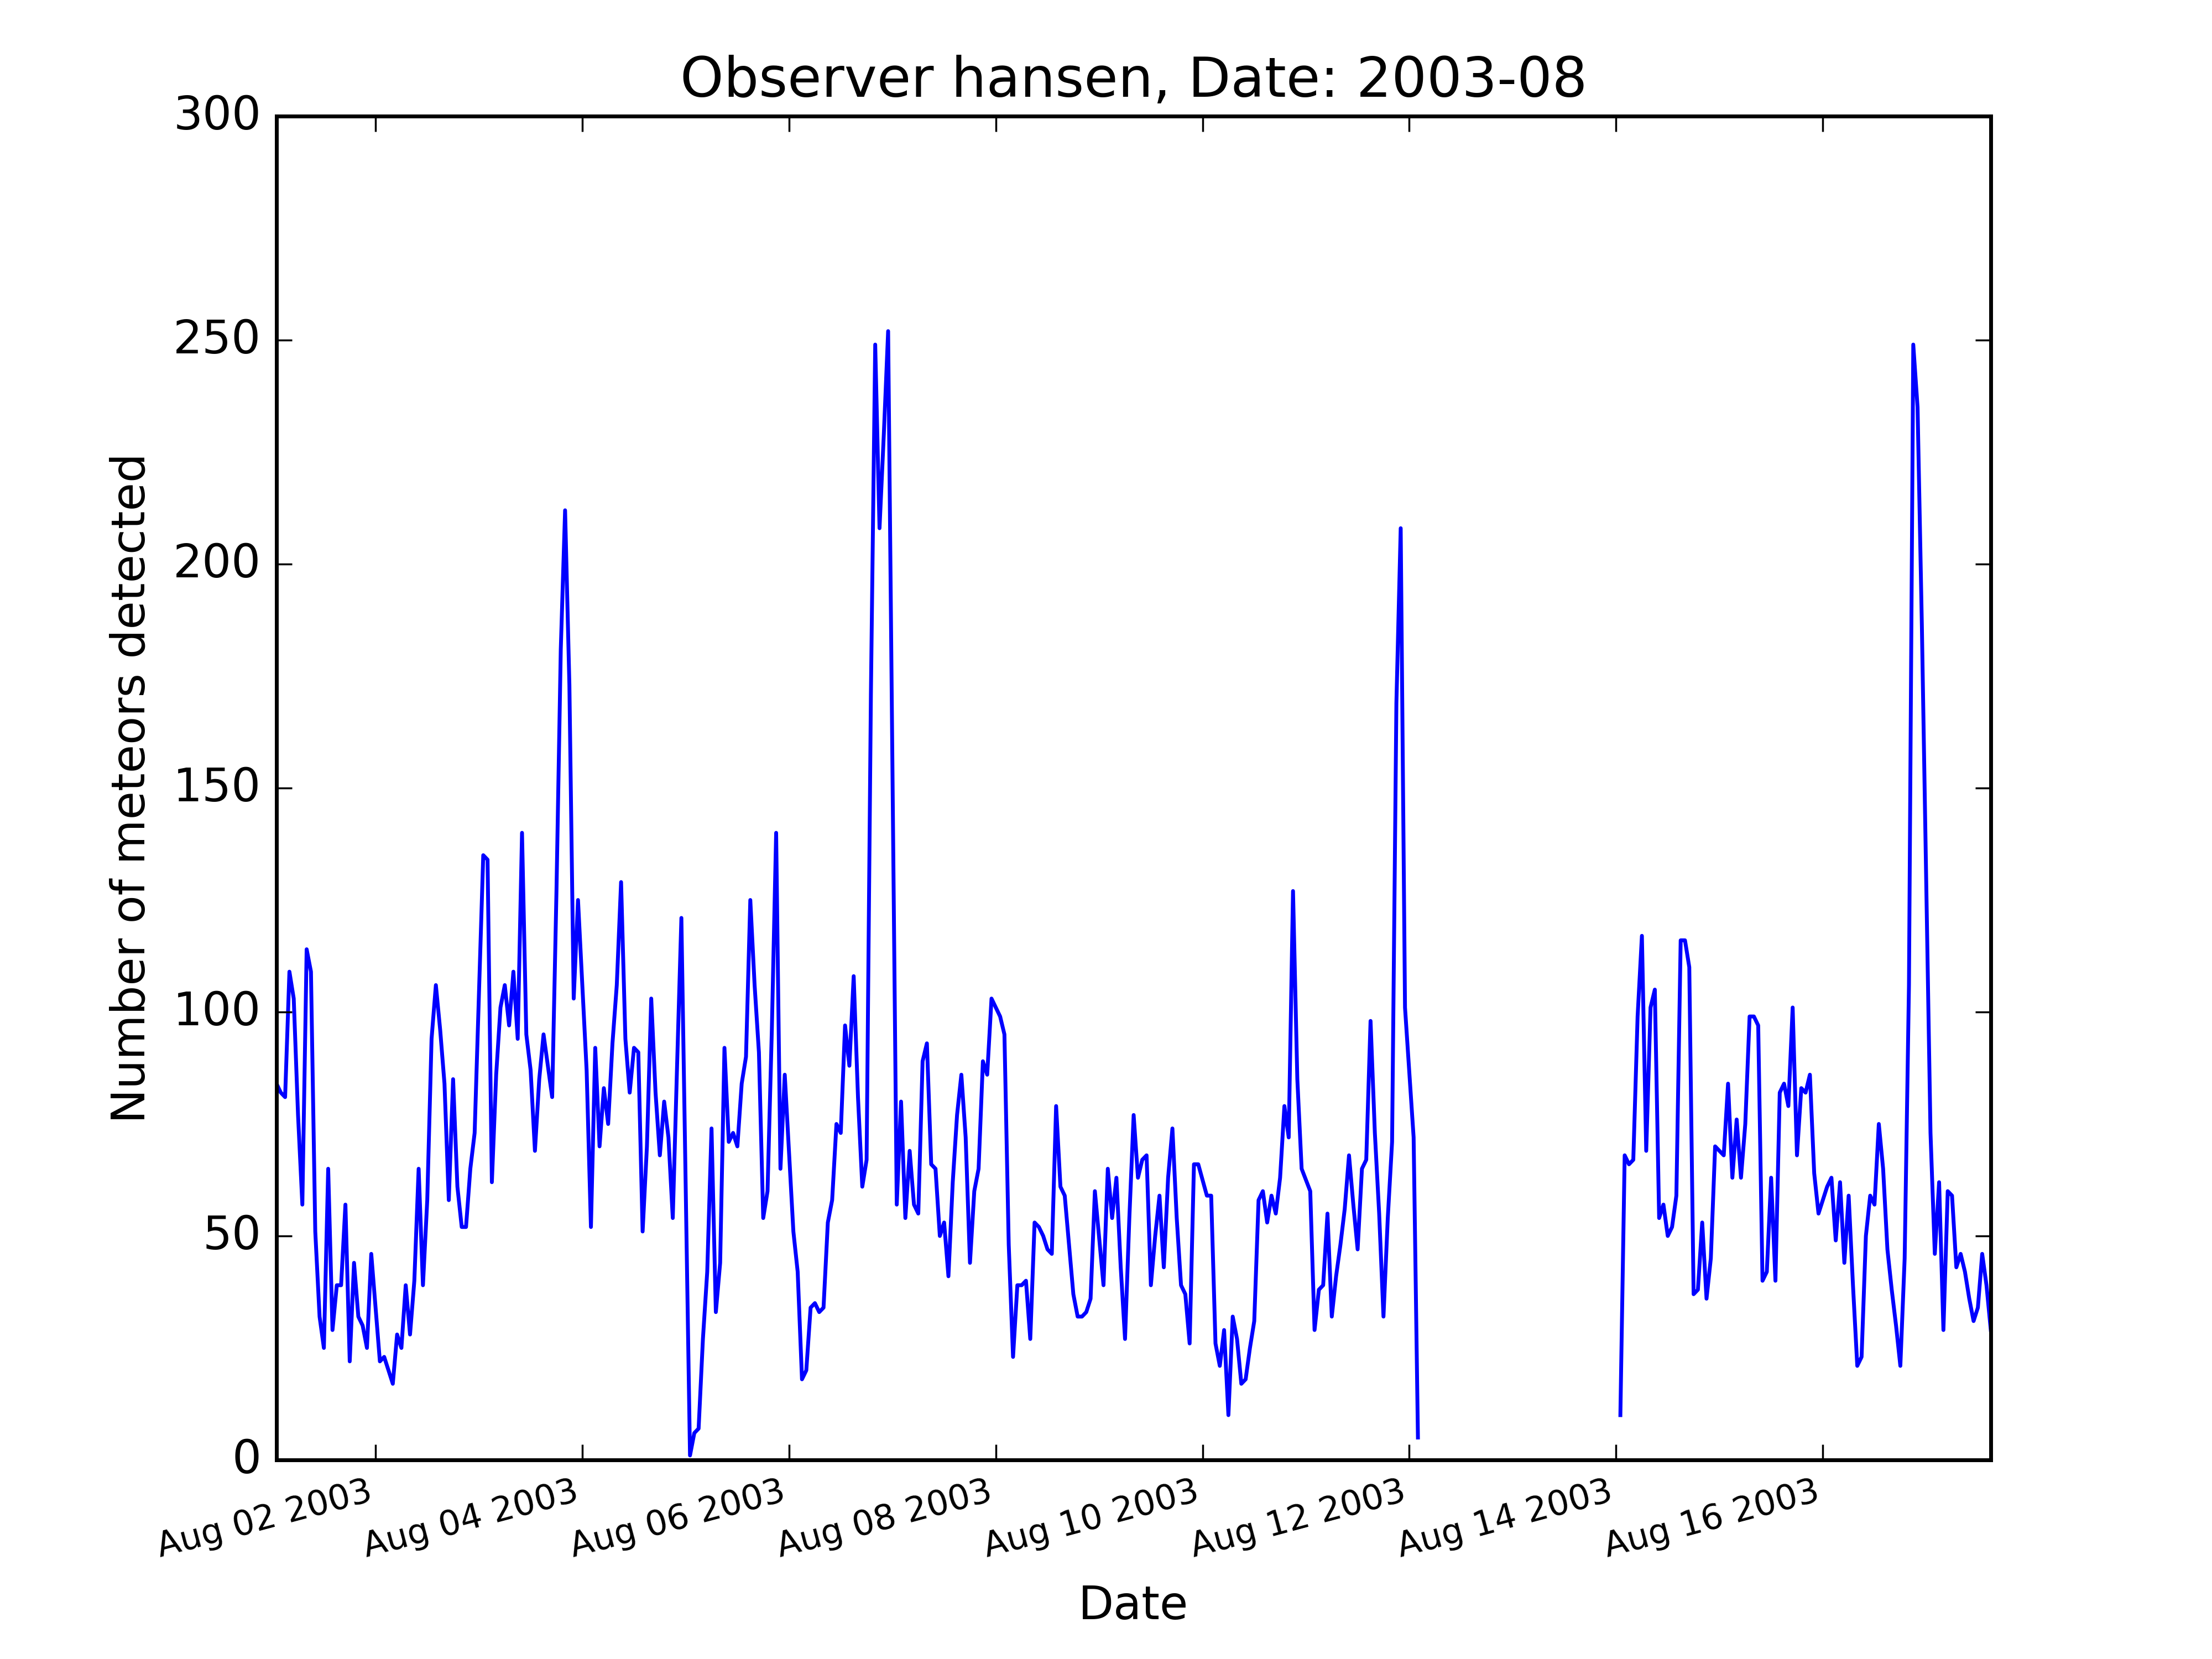 Observer hansen, Date: 2003-08
300
250
200
150
100
50
0
Number of meteors detected
Aug 02 2003
Aug 04 2003
Aug 06 2003
Aug 08 2003
Aug 10 2003
Aug 12 2003
Aug 14 2003
Aug 16 2003
Date